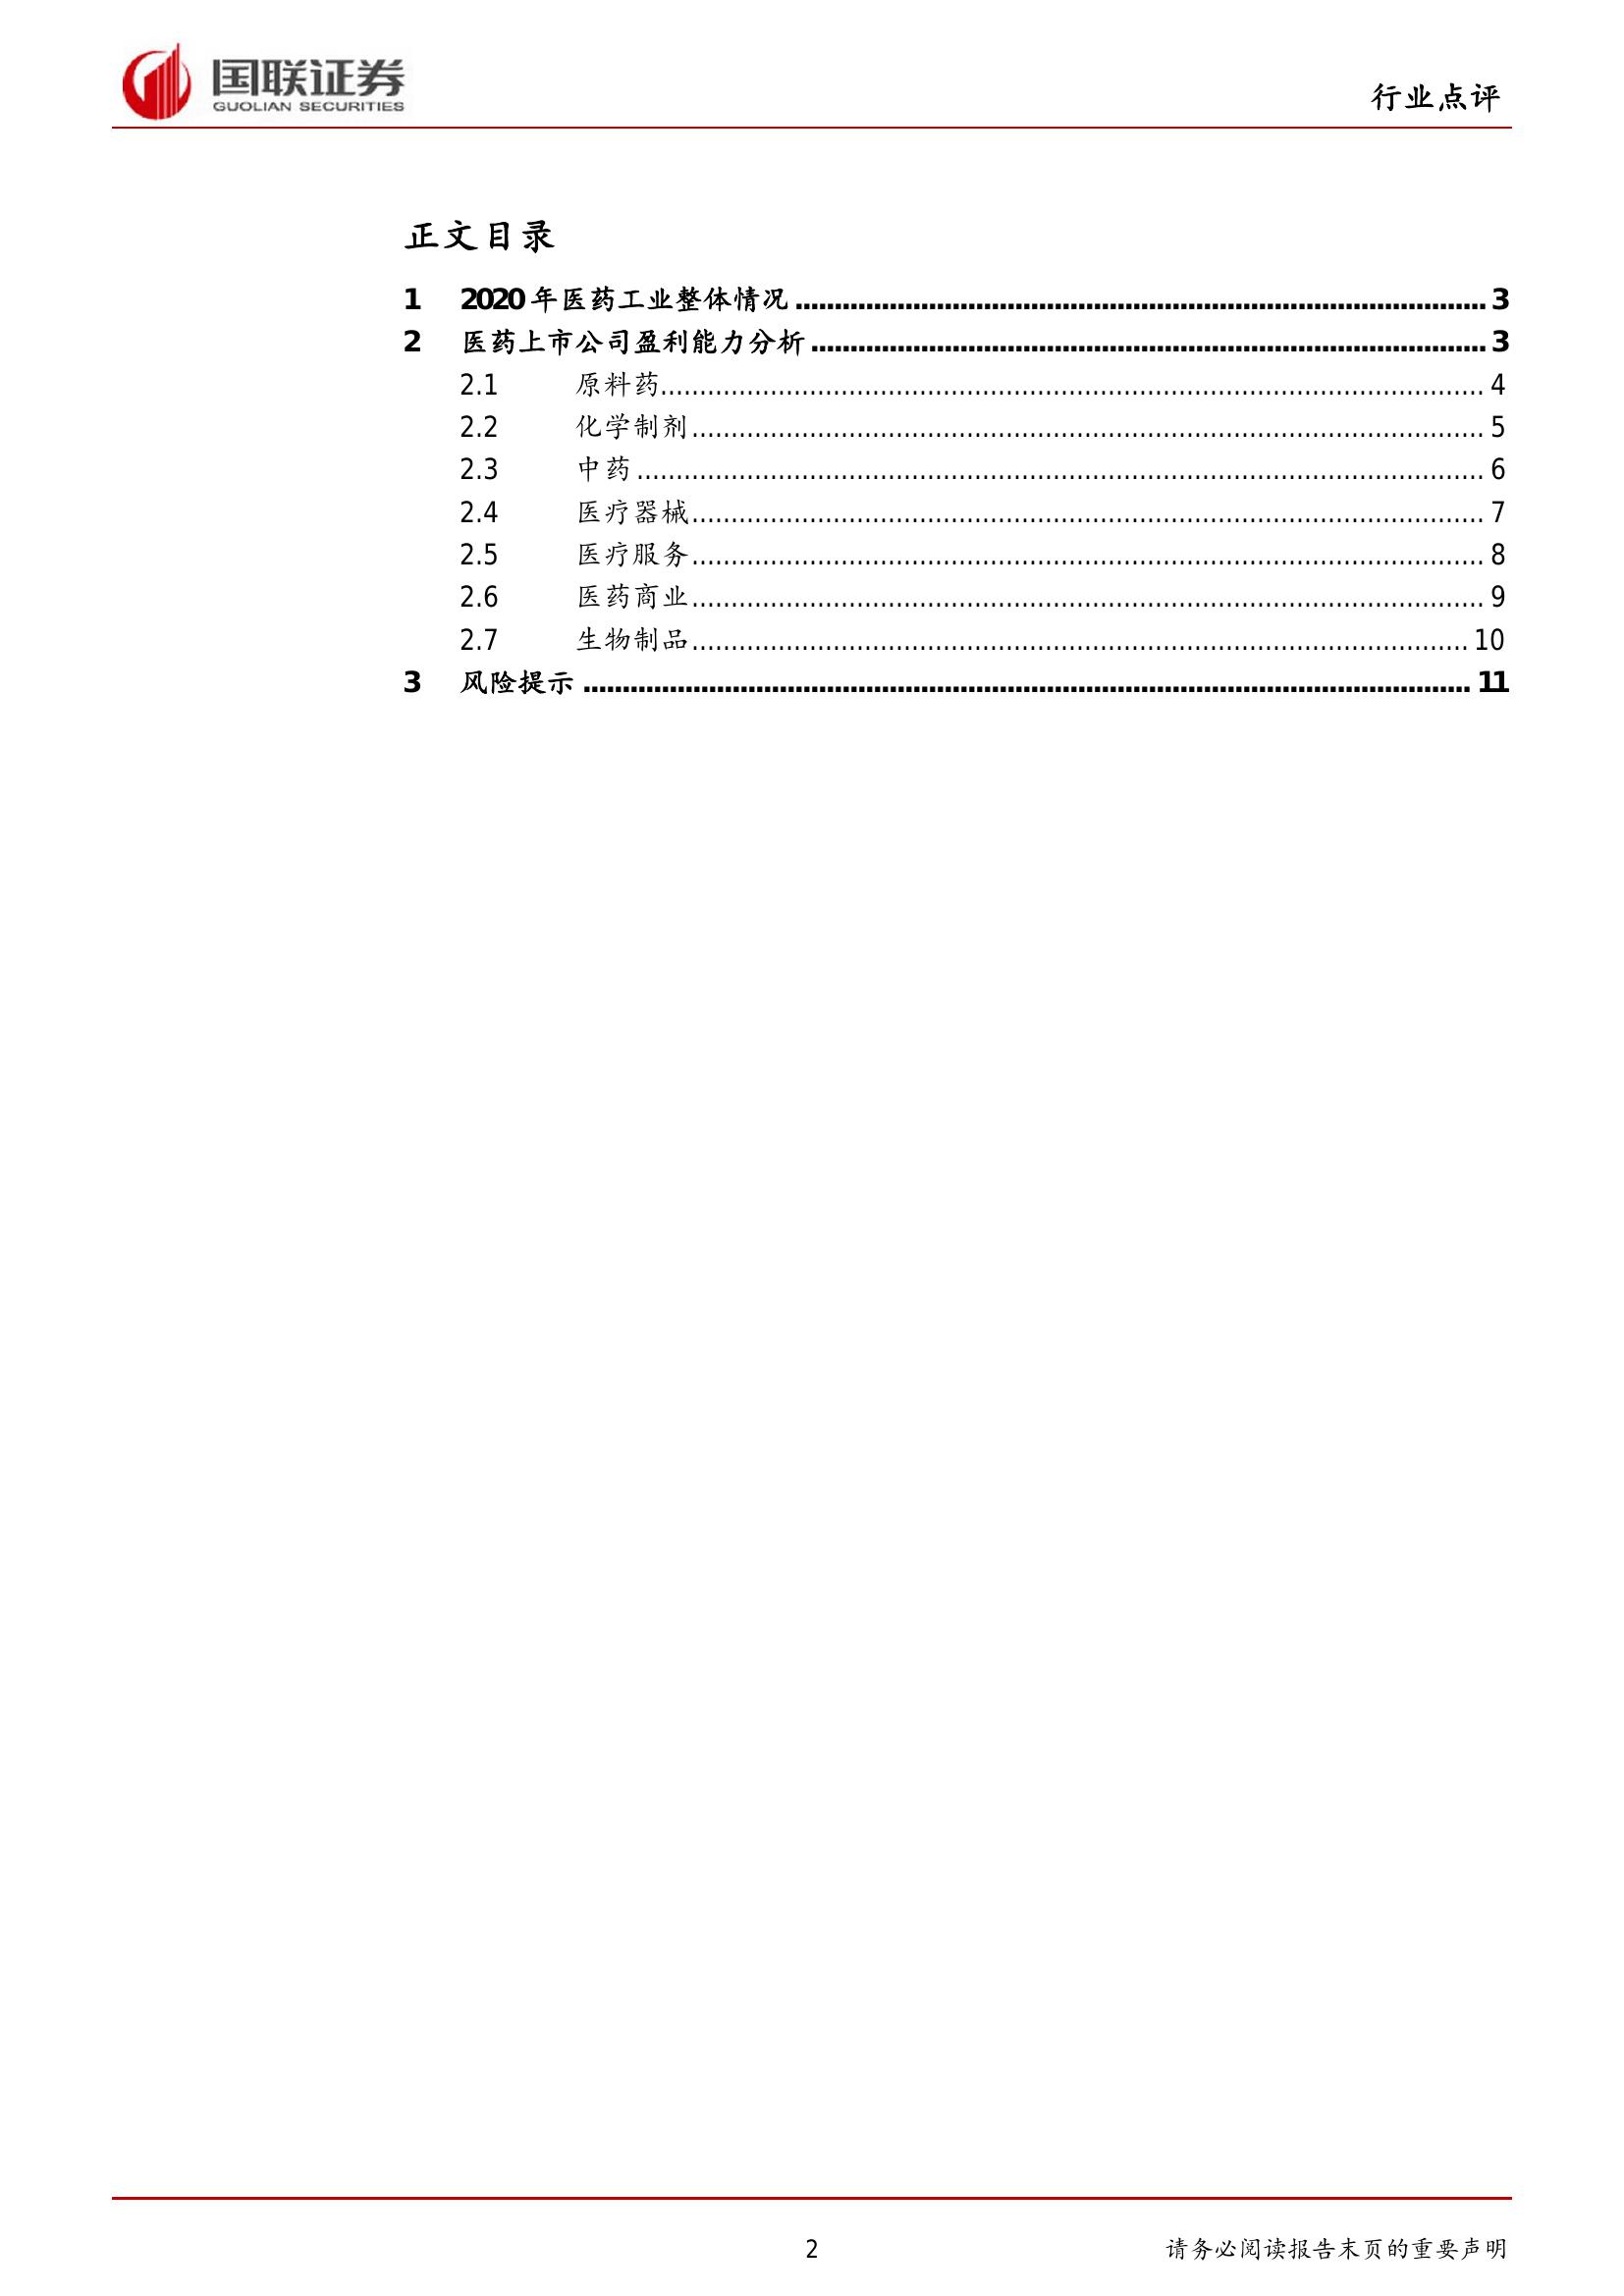 国联证券
GUOLIAN SECURITIES
行业点评
正文目录
1 2020 年医药工业整体情况 ........................................ 3
2 医药上市公司盈利能力分析 ........................................ 3
2.1 原料药........................................ 4
2.2 化学制剂........................................ 5
2.3 中药 ........................................ 6
2.4 医疗器械........................................ 7
2.5 医疗服务........................................ 8
2.6 医药商业........................................ 9
2.7 生物制品........................................ 10
3 风险提示 ........................................ 11
2 请务必阅读报告末页的重要声明